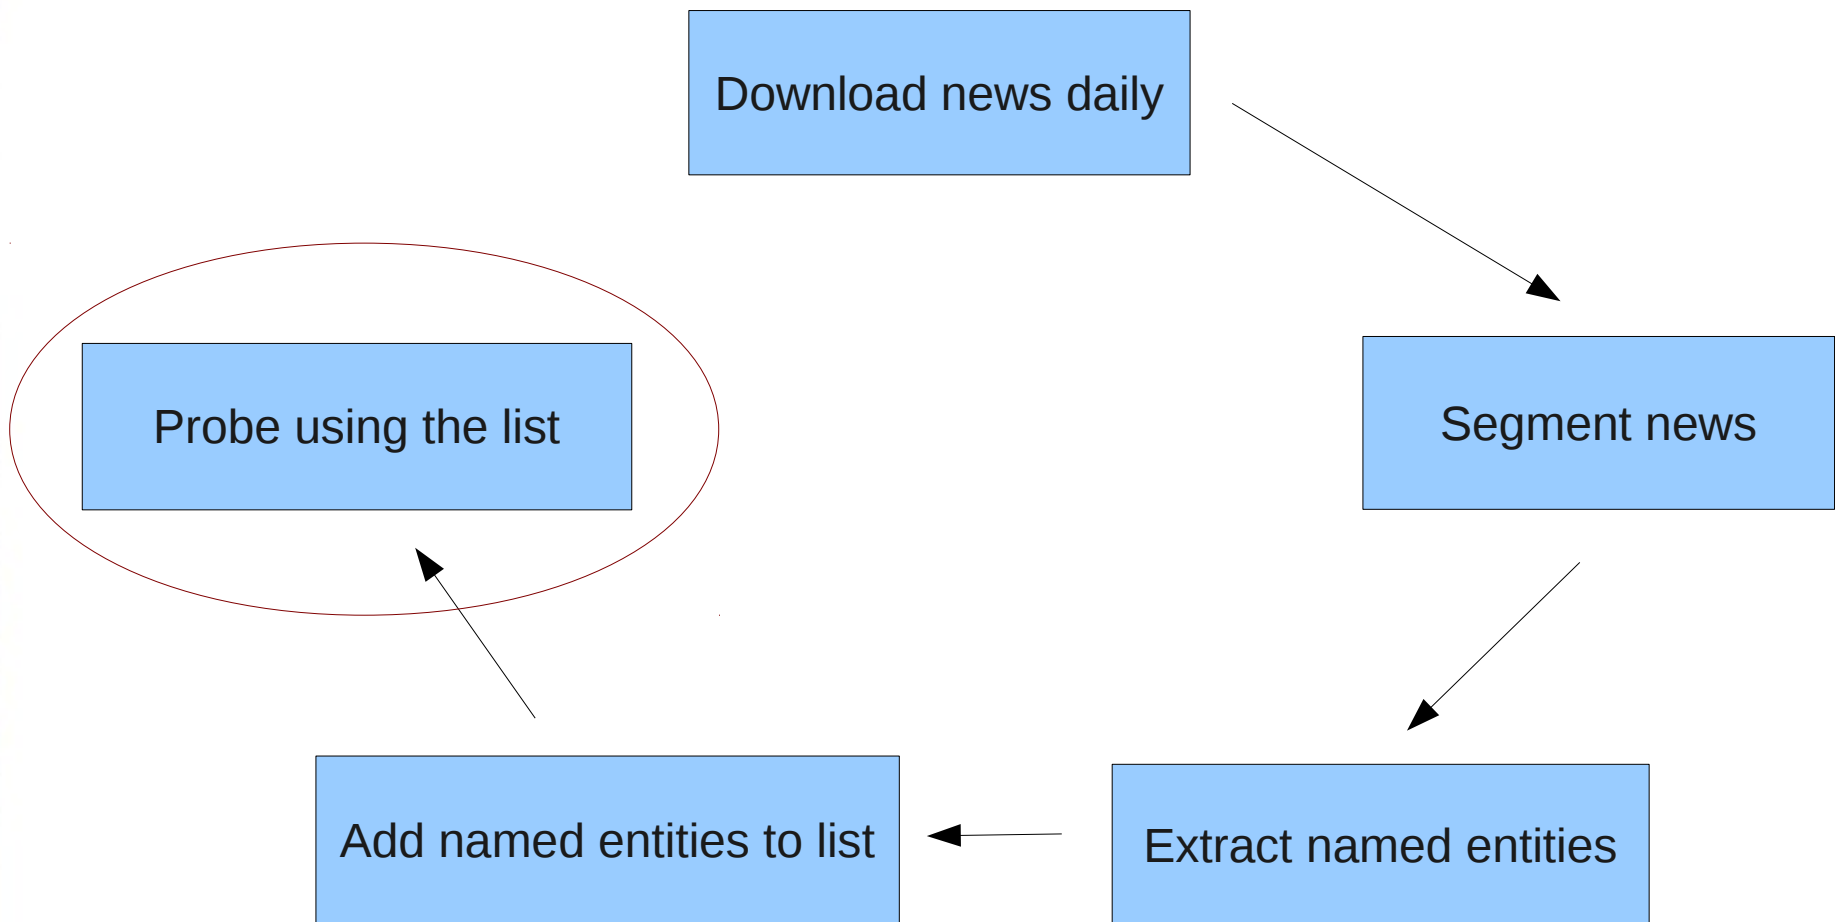 Download news daily
Segment news
Extract named entities
Add named entities to list
Probe using the list